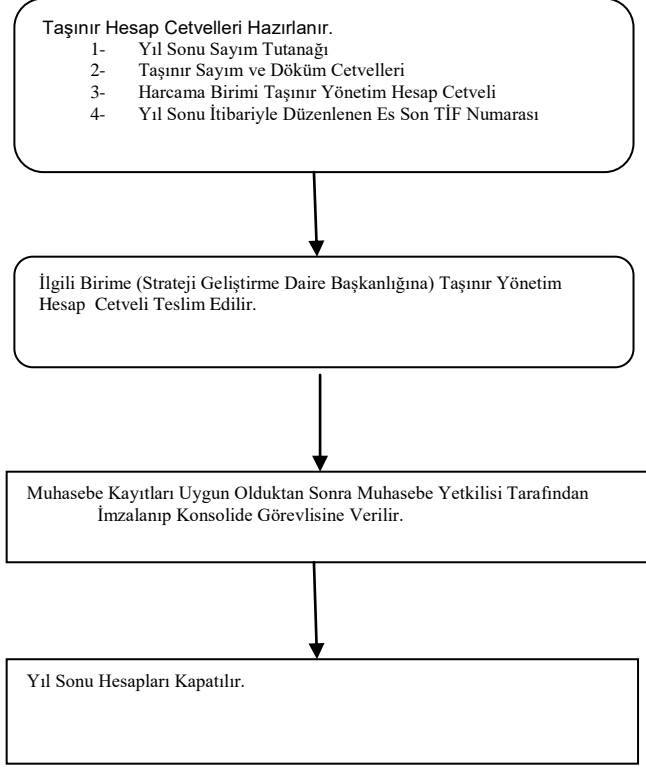 Taşınır Hesap Cetvelleri Hazırlanır.
1- Yıl Sonu Sayım Tutanağı
2- Taşınır Sayım ve Döküm Cetvelleri
3- Harcama Birimi Taşınır Yönetim Hesap Cetveli
4- Yıl Sonu İtibariyle Düzenlenen Es Son TİF Numarası
İlgili Birime (Strateji Geliştirme Daire Başkanlığına) Taşınır Yönetim
Hesap Cetveli Teslim Edilir.
Muhasebe Kayıtları Uygun Olduktan Sonra Muhasebe Yetkilisi Tarafından
İmzalanıp Konsolide Görevlisine Verilir.
Yıl Sonu Hesapları Kapatılır.